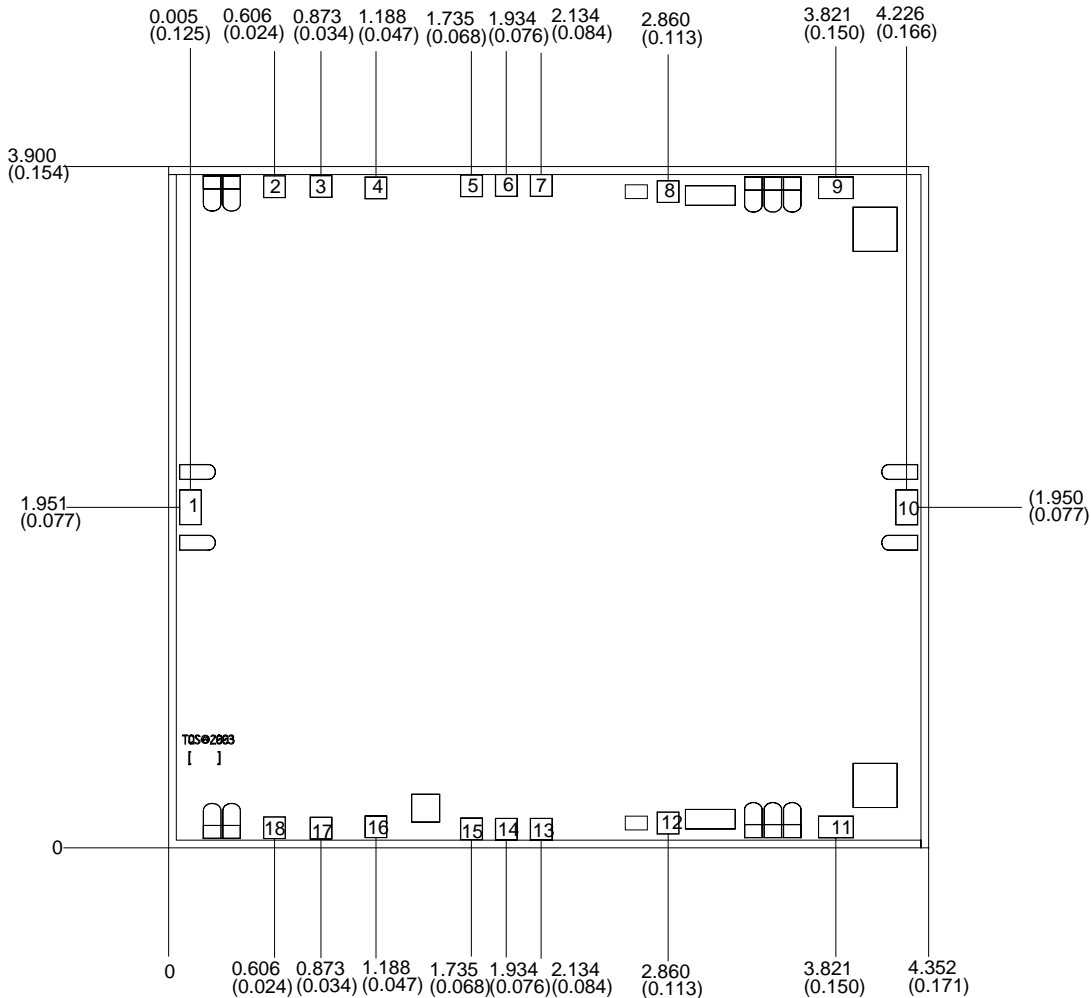 0.005 0.606 0.873 1.188 1.735 1.934 2.134 2.860 3.821 4.226
(0.125) (0.024) (0.034) (0.047) (0.068) (0.076) (0.084) (0.113) (0.150) (0.166)
3.900
(0.154)
2 3 4 5 6 7 8 9
1.951
(0.077)
1
10
(1.950
(0.077)
TQS©2003
[ ]
18 17 16 15 14 13 12 11
0
0 0.606 0.873 1.188 1.735 1.934 2.134 2.860 3.821 4.352
(0.024) (0.034) (0.047) (0.068) (0.076) (0.084) (0.113) (0.150) (0.171)